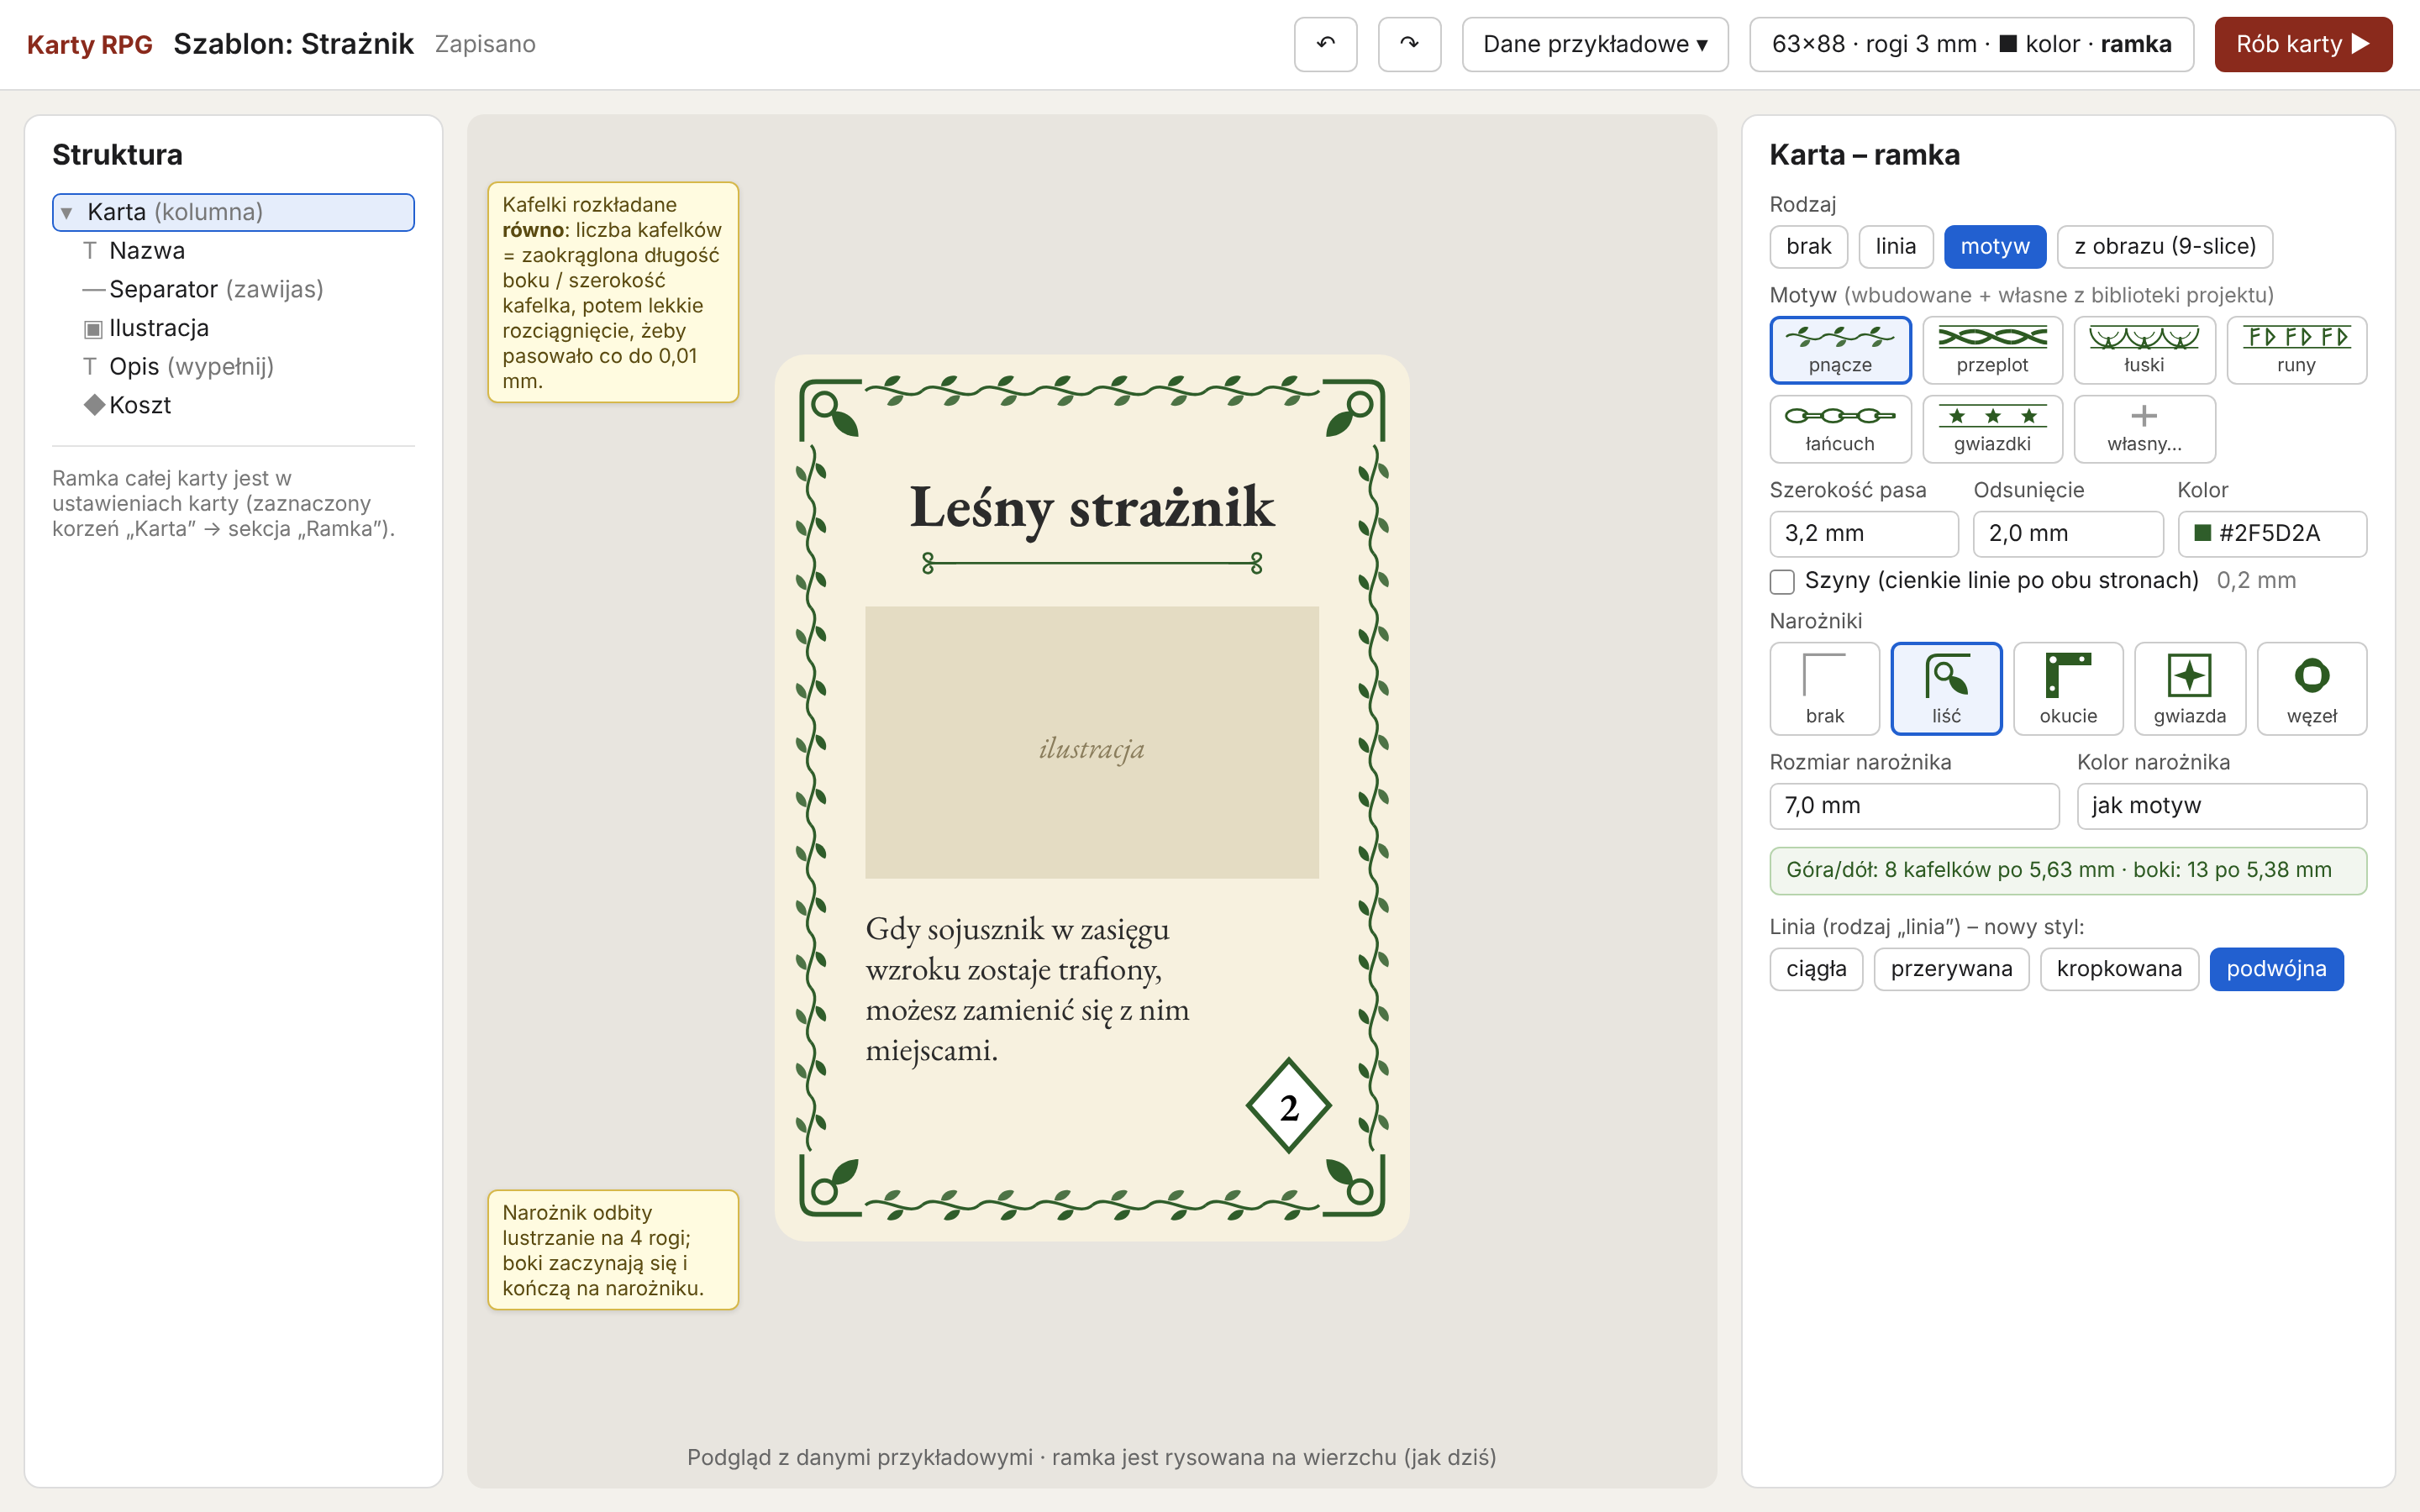 Karty RPG Szablon: Strażnik Zapisano
↶ ↷ Dane przykładowe ▾ 63×88 · rogi 3 mm · ■ kolor · ramka Rób karty ▶
Struktura
▾ Karta (kolumna)
T Nazwa
— Separator (zawijas)
▣ Ilustracja
T Opis (wypełnij)
◆ Koszt
Ramka całej karty jest w
ustawieniach karty (zaznaczony
korzeń „Karta” → sekcja „Ramka”).
Kafelki rozkładane
równo: liczba kafelków
= zaokrąglona długość
boku / szerokość
kafelka, potem lekkie
rozciągnięcie, żeby
pasowało co do 0,01
mm.
Leśny strażnik
ilustracja
Gdy sojusznik w zasięgu
wzroku zostaje trafiony,
możesz zamienić się z nim
miejscami.
2
Narożnik odbity
lustrzanie na 4 rogi;
boki zaczynają się i
kończą na narożniku.
Podgląd z danymi przykładowymi · ramka jest rysowana na wierzchu (jak dziś)
Karta – ramka
Rodzaj
brak linia motyw z obrazu (9-slice)
Motyw (wbudowane + własne z biblioteki projektu)
pnącze przeplot łuski runy
łańcuch gwiazdki własny...
Szerokość pasa Odsunięcie Kolor
3,2 mm 2,0 mm ■ #2F5D2A
Szyny (cienkie linie po obu stronach) 0,2 mm
Narożniki
brak liść okucie gwiazda węzeł
Rozmiar narożnika Kolor narożnika
7,0 mm jak motyw
Góra/dół: 8 kafelków po 5,63 mm · boki: 13 po 5,38 mm
Linia (rodzaj „linia”) – nowy styl:
ciągła przerywana kropkowana podwójna